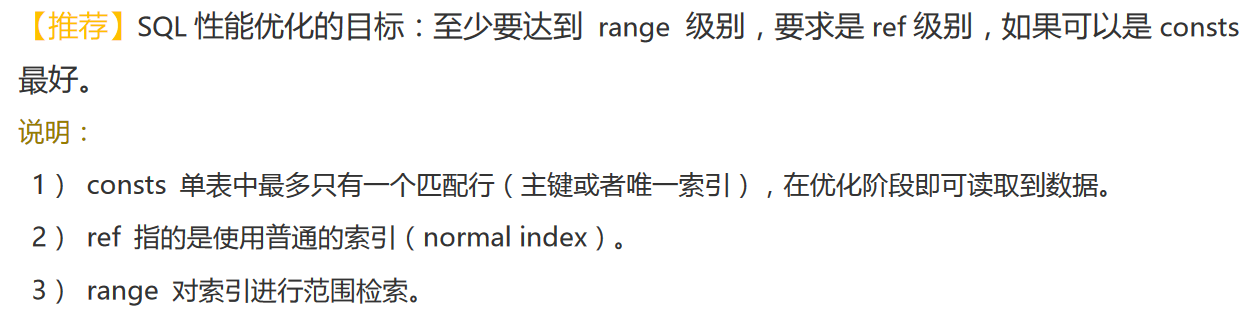 【推荐】SQL 性能优化的目标：至少要达到 range 级别，要求是 ref 级别，如果可以是 consts
最好。
说明：
1） consts 单表中最多只有一个匹配行（主键或者唯一索引），在优化阶段即可读取到数据。
2） ref 指的是使用普通的索引（normal index）。
3） range 对索引进行范围检索。